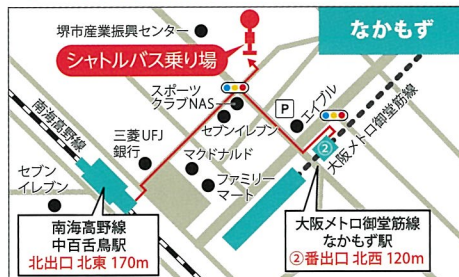 なかもず
堺市産業振興センター
シャトルバス乗り場
スポーツ
クラブNAS
セブンイレブン
P
エイブル
大阪メトロ御堂筋線
②
南海高野線
三菱UFJ
銀行
マクドナルド
ファミリー
マート
セブン
イレブン
南海高野線
中百舌鳥駅
北出口 北東 170m
大阪メトロ御堂筋線
なかもず駅
②番出口 北西 120m